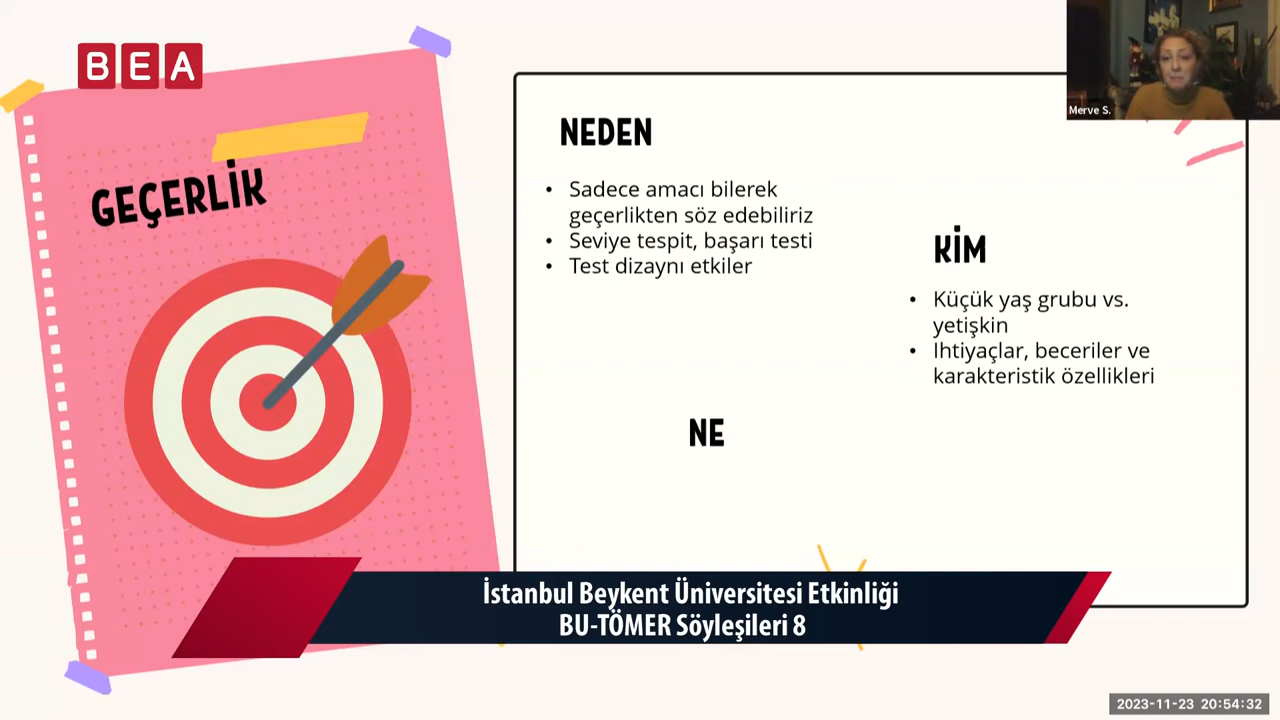 BEA
GEÇERLİK
NEDEN
• Sadece amacı bilerek
geçerlikten söz edebiliriz
• Seviye tespit, başarı testi
• Test dizaynı etkiler
KİM
• Küçük yaş grubu vs.
yetişkin
• Ihtiyaçlar, beceriler ve
karakteristik özellikleri
NE
Merve S.
İstanbul Beykent Üniversitesi Etkinliği
BU-TÖMER Söyleşileri 8
2023-11-23 20:54:32